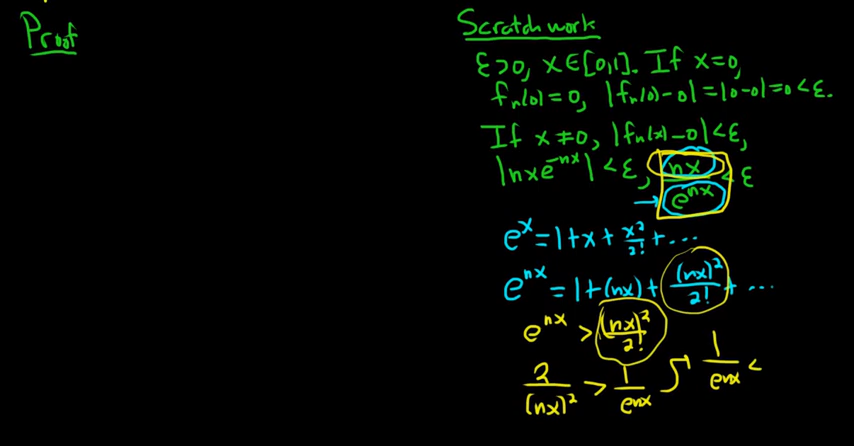 Proof
Scratchwork
ε>0, x∈[0,1]. If x=0,
fₙ(0)=0, |fₙ(0)-0|=|0-0|=0<ε.
If x≠0, |fₙ(x)-0|<ε,
|nxe^{-nx}|<ε, nx/e^{nx} < ε
e^x=1+x+x²/2!+...
e^{nx}=1+(nx)+(nx)²/2!+...
e^{nx} > (nx)²/2!
2/(nx)² > 1/e^{nx} 1/e^{nx} <